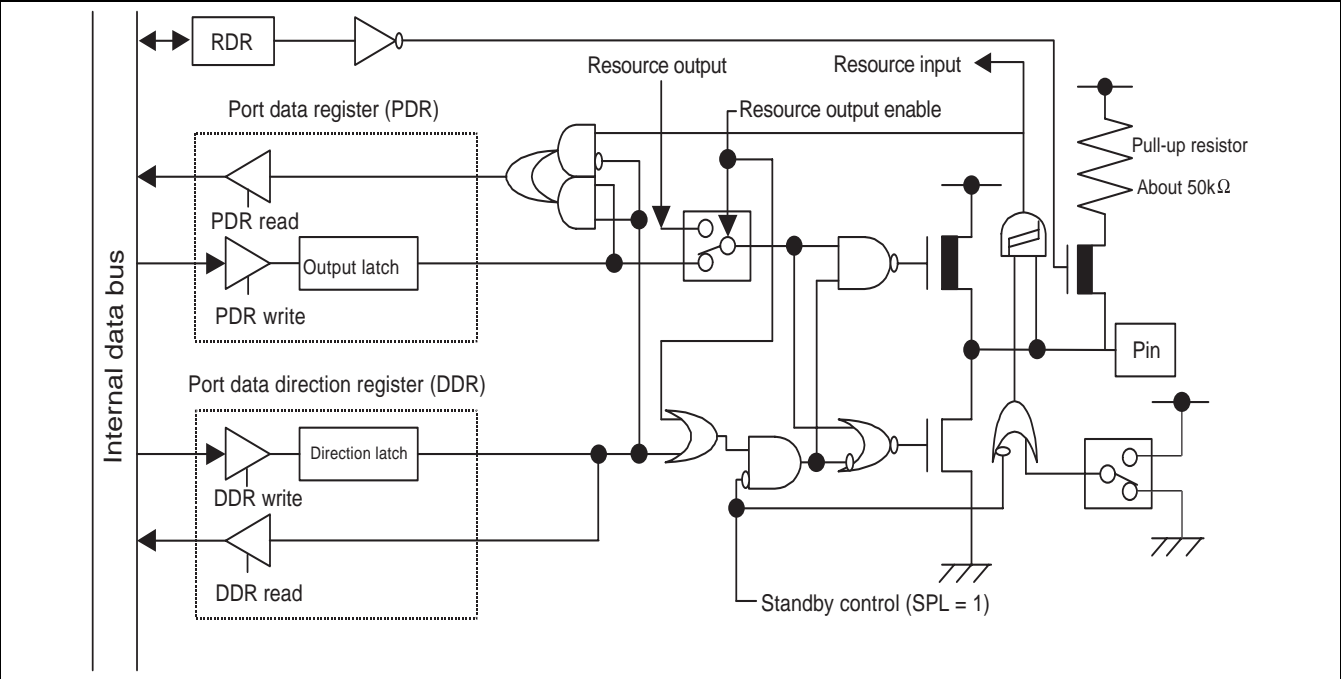 RDR
Resource output
Resource input
Port data register (PDR)
Resource output enable
Pull-up resistor
About 50kΩ
PDR read
Output latch
PDR write
Internal data bus
Pin
Port data direction register (DDR)
Direction latch
DDR write
DDR read
Standby control (SPL = 1)